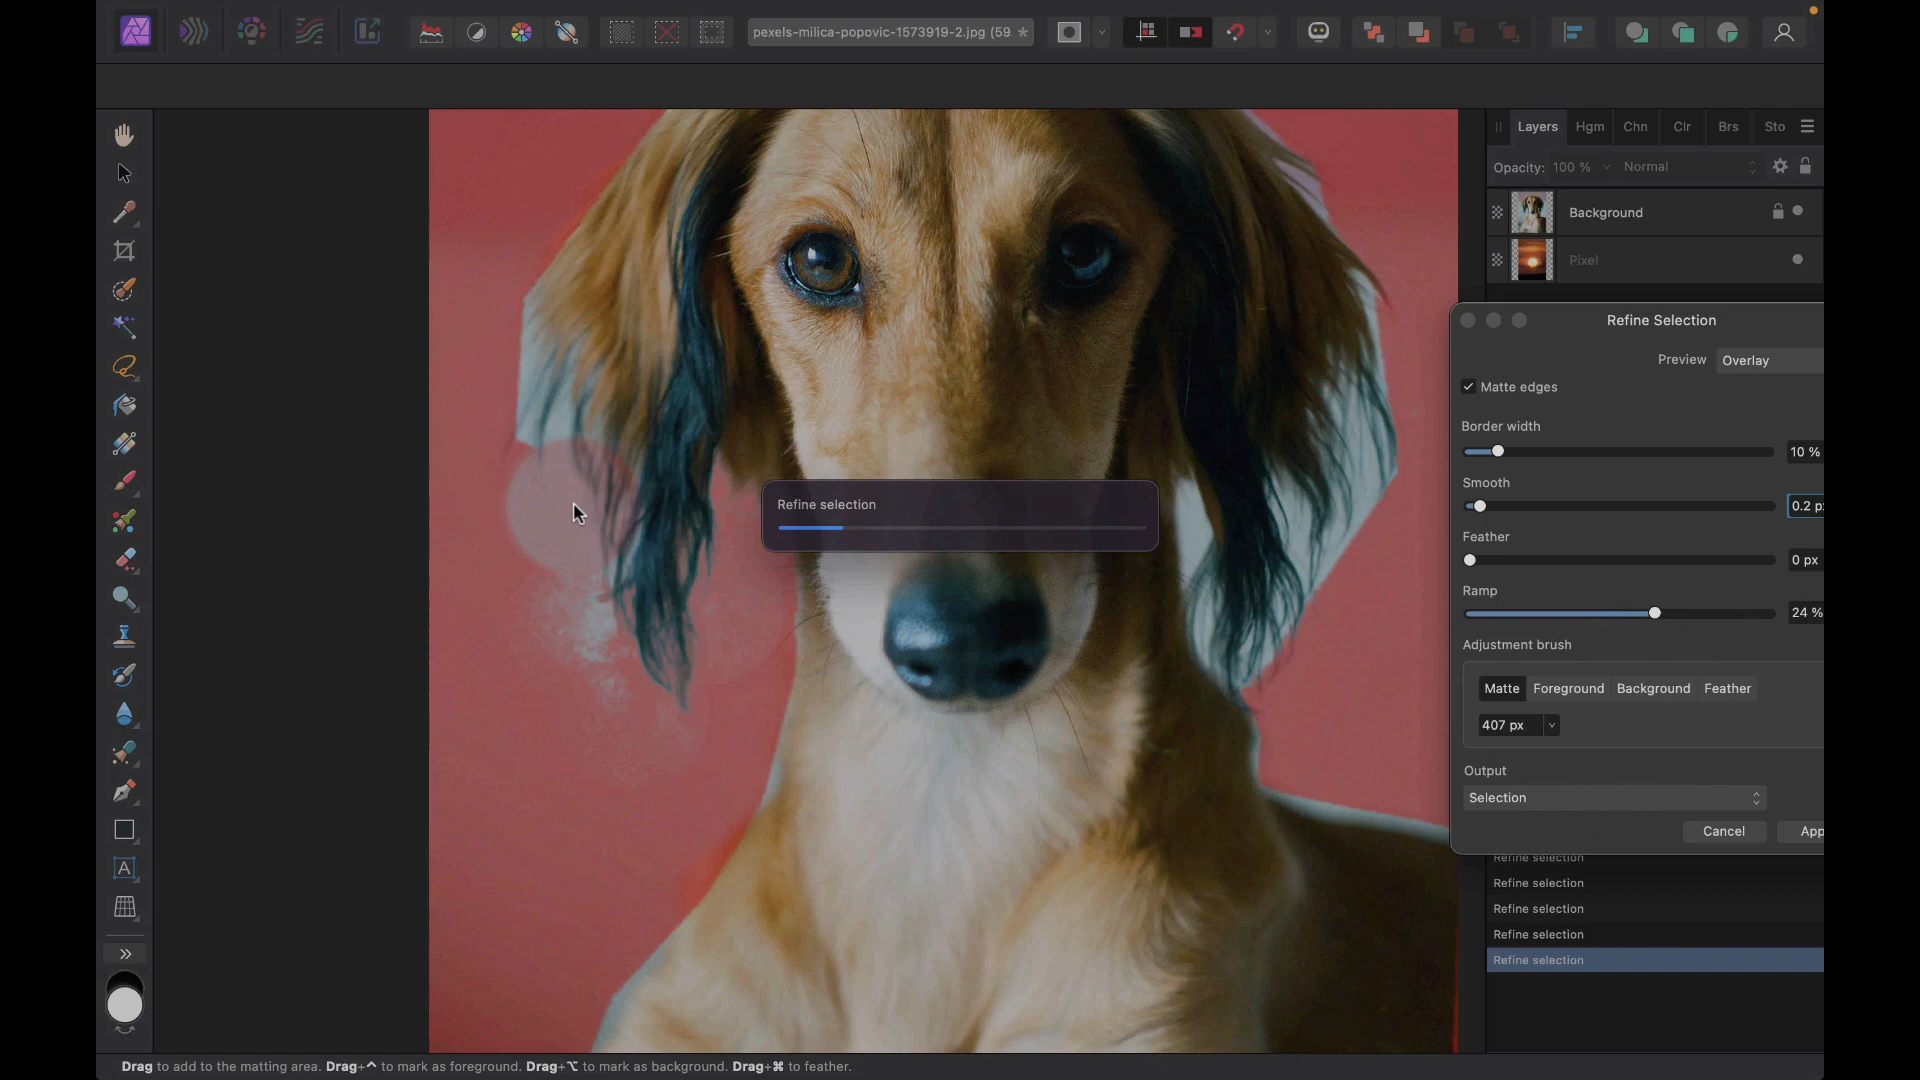 pexels-milica-popovic-1573919-2.jpg (59.
Layers Hgm Chn Clr Brs Sto
Opacity: 100 % Normal
Background
Pixel
Refine Selection
Preview Overlay
Matte edges
Border width
10 %
Smooth
0.2 px
Feather
0 px
Ramp
24 %
Adjustment brush
Matte Foreground Background Feather
407 px
Output
Selection
Cancel App
Refine selection
Refine selection
Refine selection
Refine selection
Refine selection
Refine selection
A
Drag to add to the matting area. Drag+⌃ to mark as foreground. Drag+⌥ to mark as background. Drag+⌘ to feather.